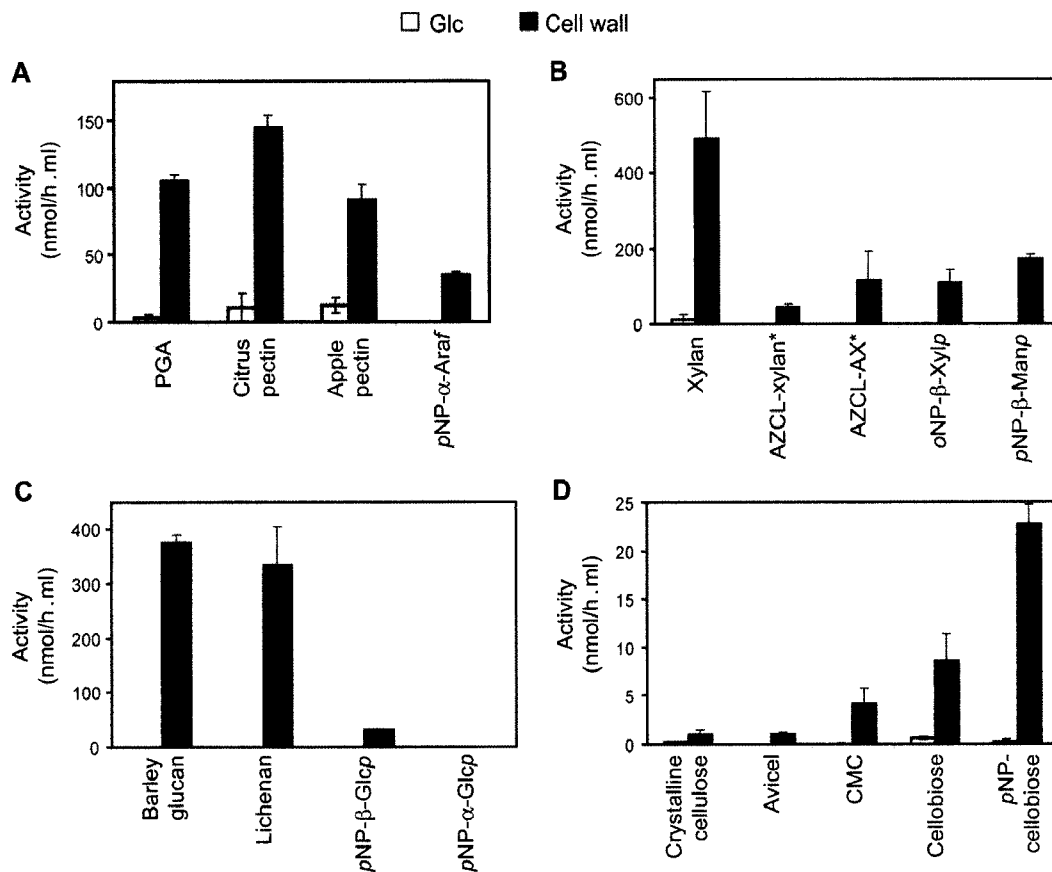 Glc Cell wall
A
Activity
(nmol/h .ml)
150
100
50
0
PGA
Citrus
pectin
Apple
pectin
pNP-α-Araf
B
Activity
(nmol/h .ml)
600
400
200
0
Xylan
AZCL-xylan*
AZCL-AX*
oNP-β-Xylp
pNP-β-Manp
C
Activity
(nmol/h .ml)
400
300
200
100
0
Barley
glucan
Lichenan
pNP-β-Glcp
pNP-α-Glcp
D
Activity
(nmol/h .ml)
25
20
15
10
5
0
Crystalline
cellulose
Avicel
CMC
Cellobiose
pNP-
cellobiose